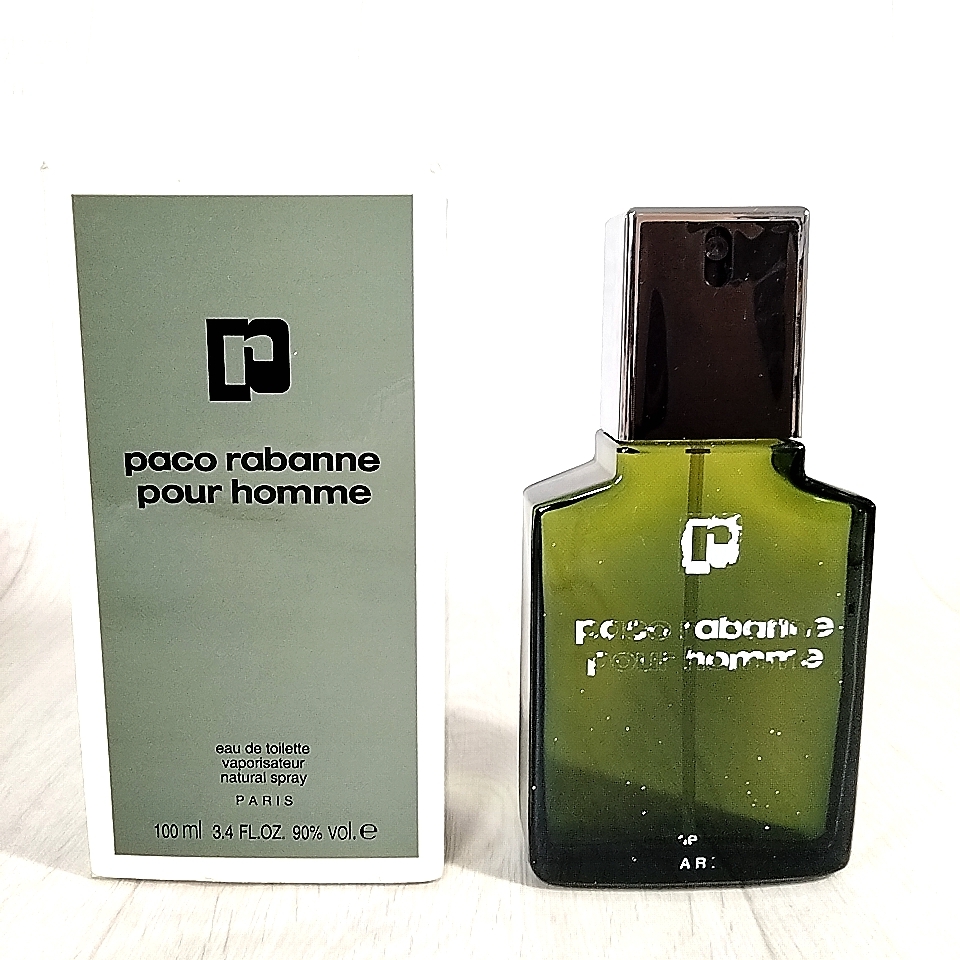 paco rabanne
pour homme
eau de toilette
vaporisateur
natural spray
PARIS
100 ml 3.4 FL.OZ. 90% vol. e
r
paco rabanne
pour homme